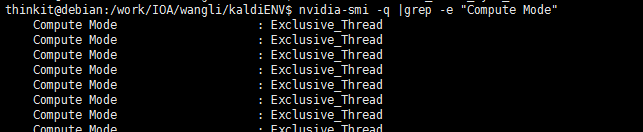 thinkit@debian:/work/IOA/wangli/kaldiENV$ nvidia-smi -q |grep -e "Compute Mode"
    Compute Mode                    : Exclusive_Thread
    Compute Mode                    : Exclusive_Thread
    Compute Mode                    : Exclusive_Thread
    Compute Mode                    : Exclusive_Thread
    Compute Mode                    : Exclusive_Thread
    Compute Mode                    : Exclusive_Thread
    Compute Mode                    : Exclusive_Thread
    Compute Mode                    : Exclusive_Thread